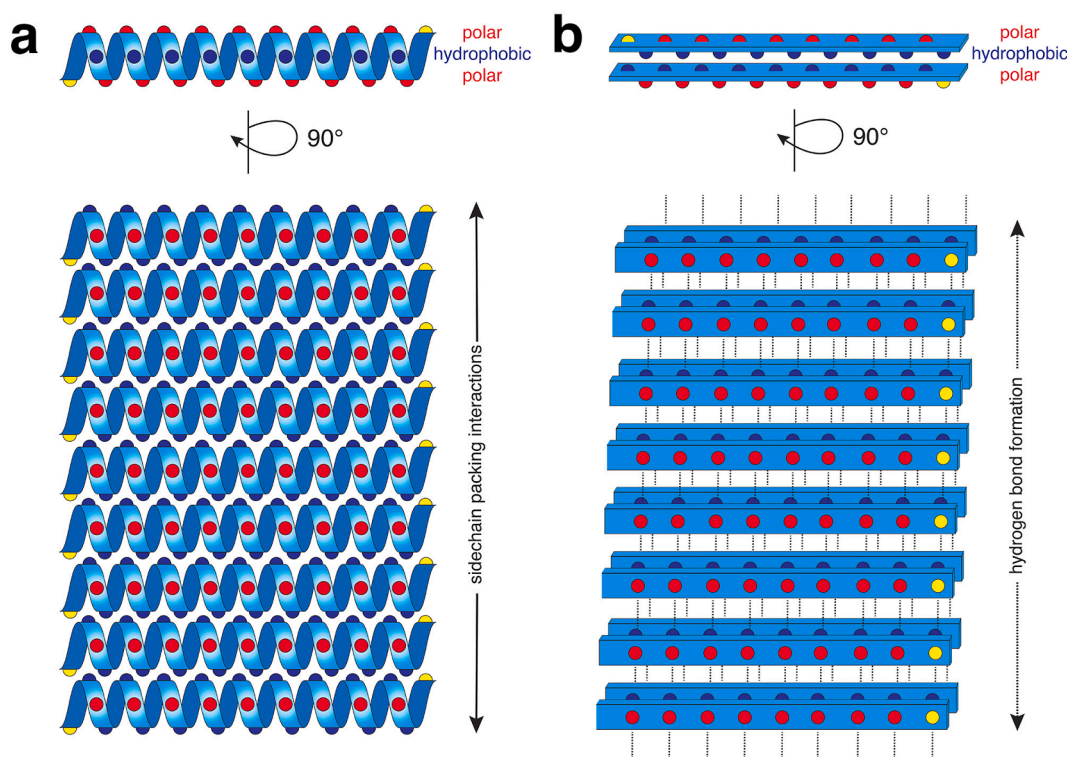 a
polar
hydrophobic
polar
90°
sidechain packing interactions
b
polar
hydrophobic
polar
90°
hydrogen bond formation